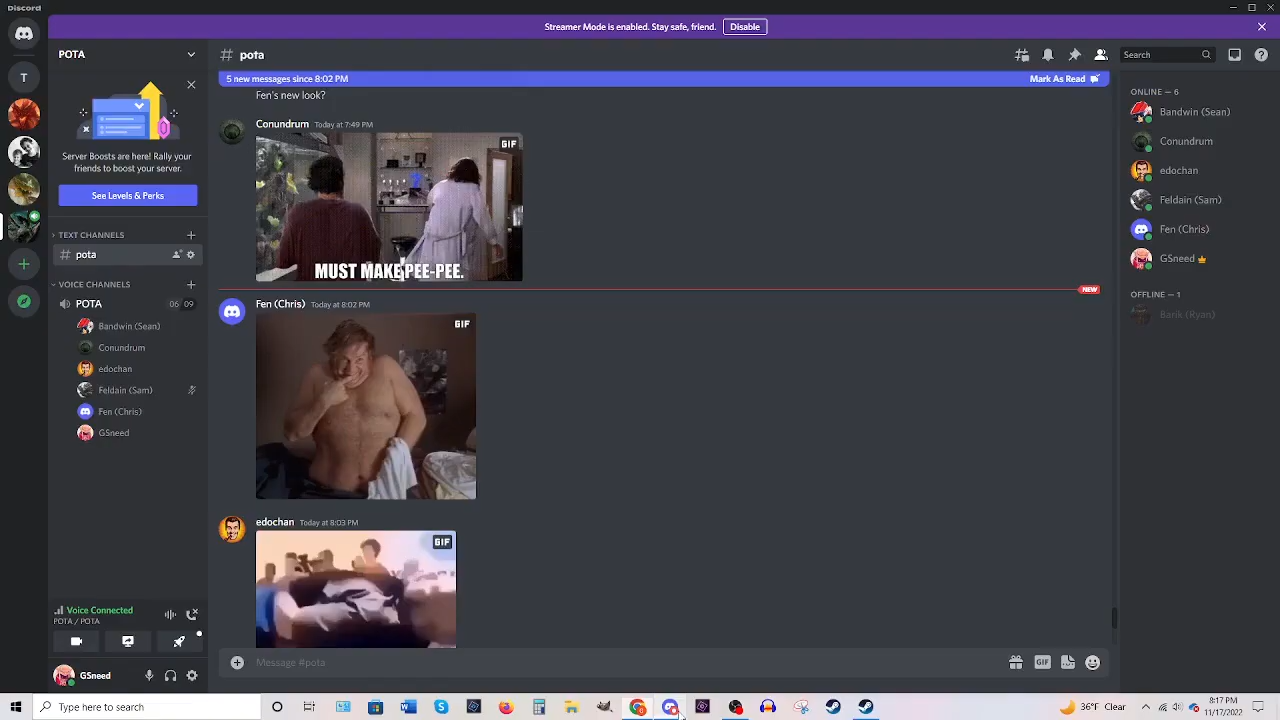 Discord
Streamer Mode is enabled. Stay safe, friend.
Disable
POTA
pota
Search
5 new messages since 8:02 PM
Mark As Read
Fen's new look?
Conundrum Today at 7:49 PM
GIF
MUST MAKE PEE-PEE.
NEW
Fen (Chris) Today at 8:02 PM
GIF
edochan Today at 8:03 PM
GIF
Message #pota
GIF
T
Server Boosts are here! Rally your
friends to boost your server.
See Levels & Perks
TEXT CHANNELS
# pota
VOICE CHANNELS
POTA
06 09
Bandwin (Sean)
Conundrum
edochan
Feldain (Sam)
Fen (Chris)
GSneed
Voice Connected
POTA / POTA
GSneed
ONLINE — 6
Bandwin (Sean)
Conundrum
edochan
Feldain (Sam)
Fen (Chris)
GSneed
OFFLINE — 1
Type here to search
36°F Clear
8:17 PM
11/17/2022